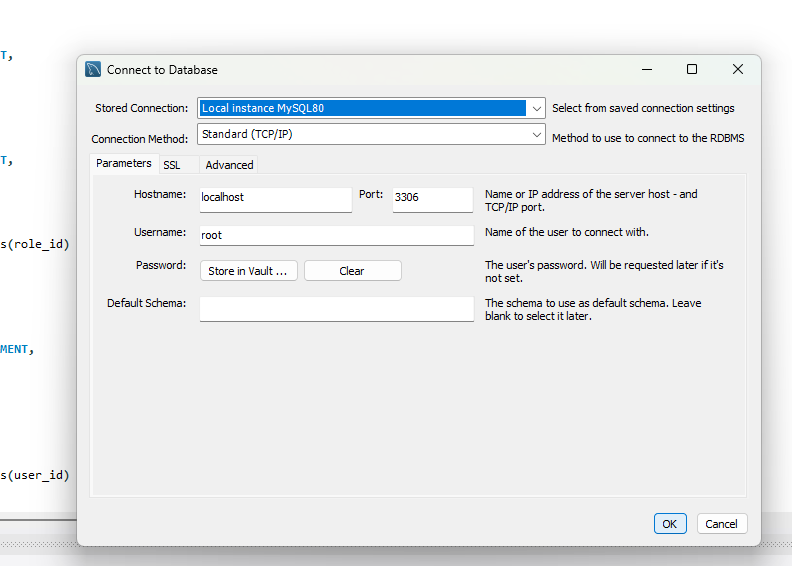 T,
Connect to Database
Stored Connection: Local instance MySQL80 Select from saved connection settings
Connection Method: Standard (TCP/IP) Method to use to connect to the RDBMS
T,
Parameters SSL Advanced
Hostname: localhost Port: 3306 Name or IP address of the server host - and
TCP/IP port.
Username: root Name of the user to connect with.
s(role_id)
Password: Store in Vault ... Clear The user's password. Will be requested later if it's
not set.
Default Schema: The schema to use as default schema. Leave
blank to select it later.
MENT,
s(user_id)
OK Cancel